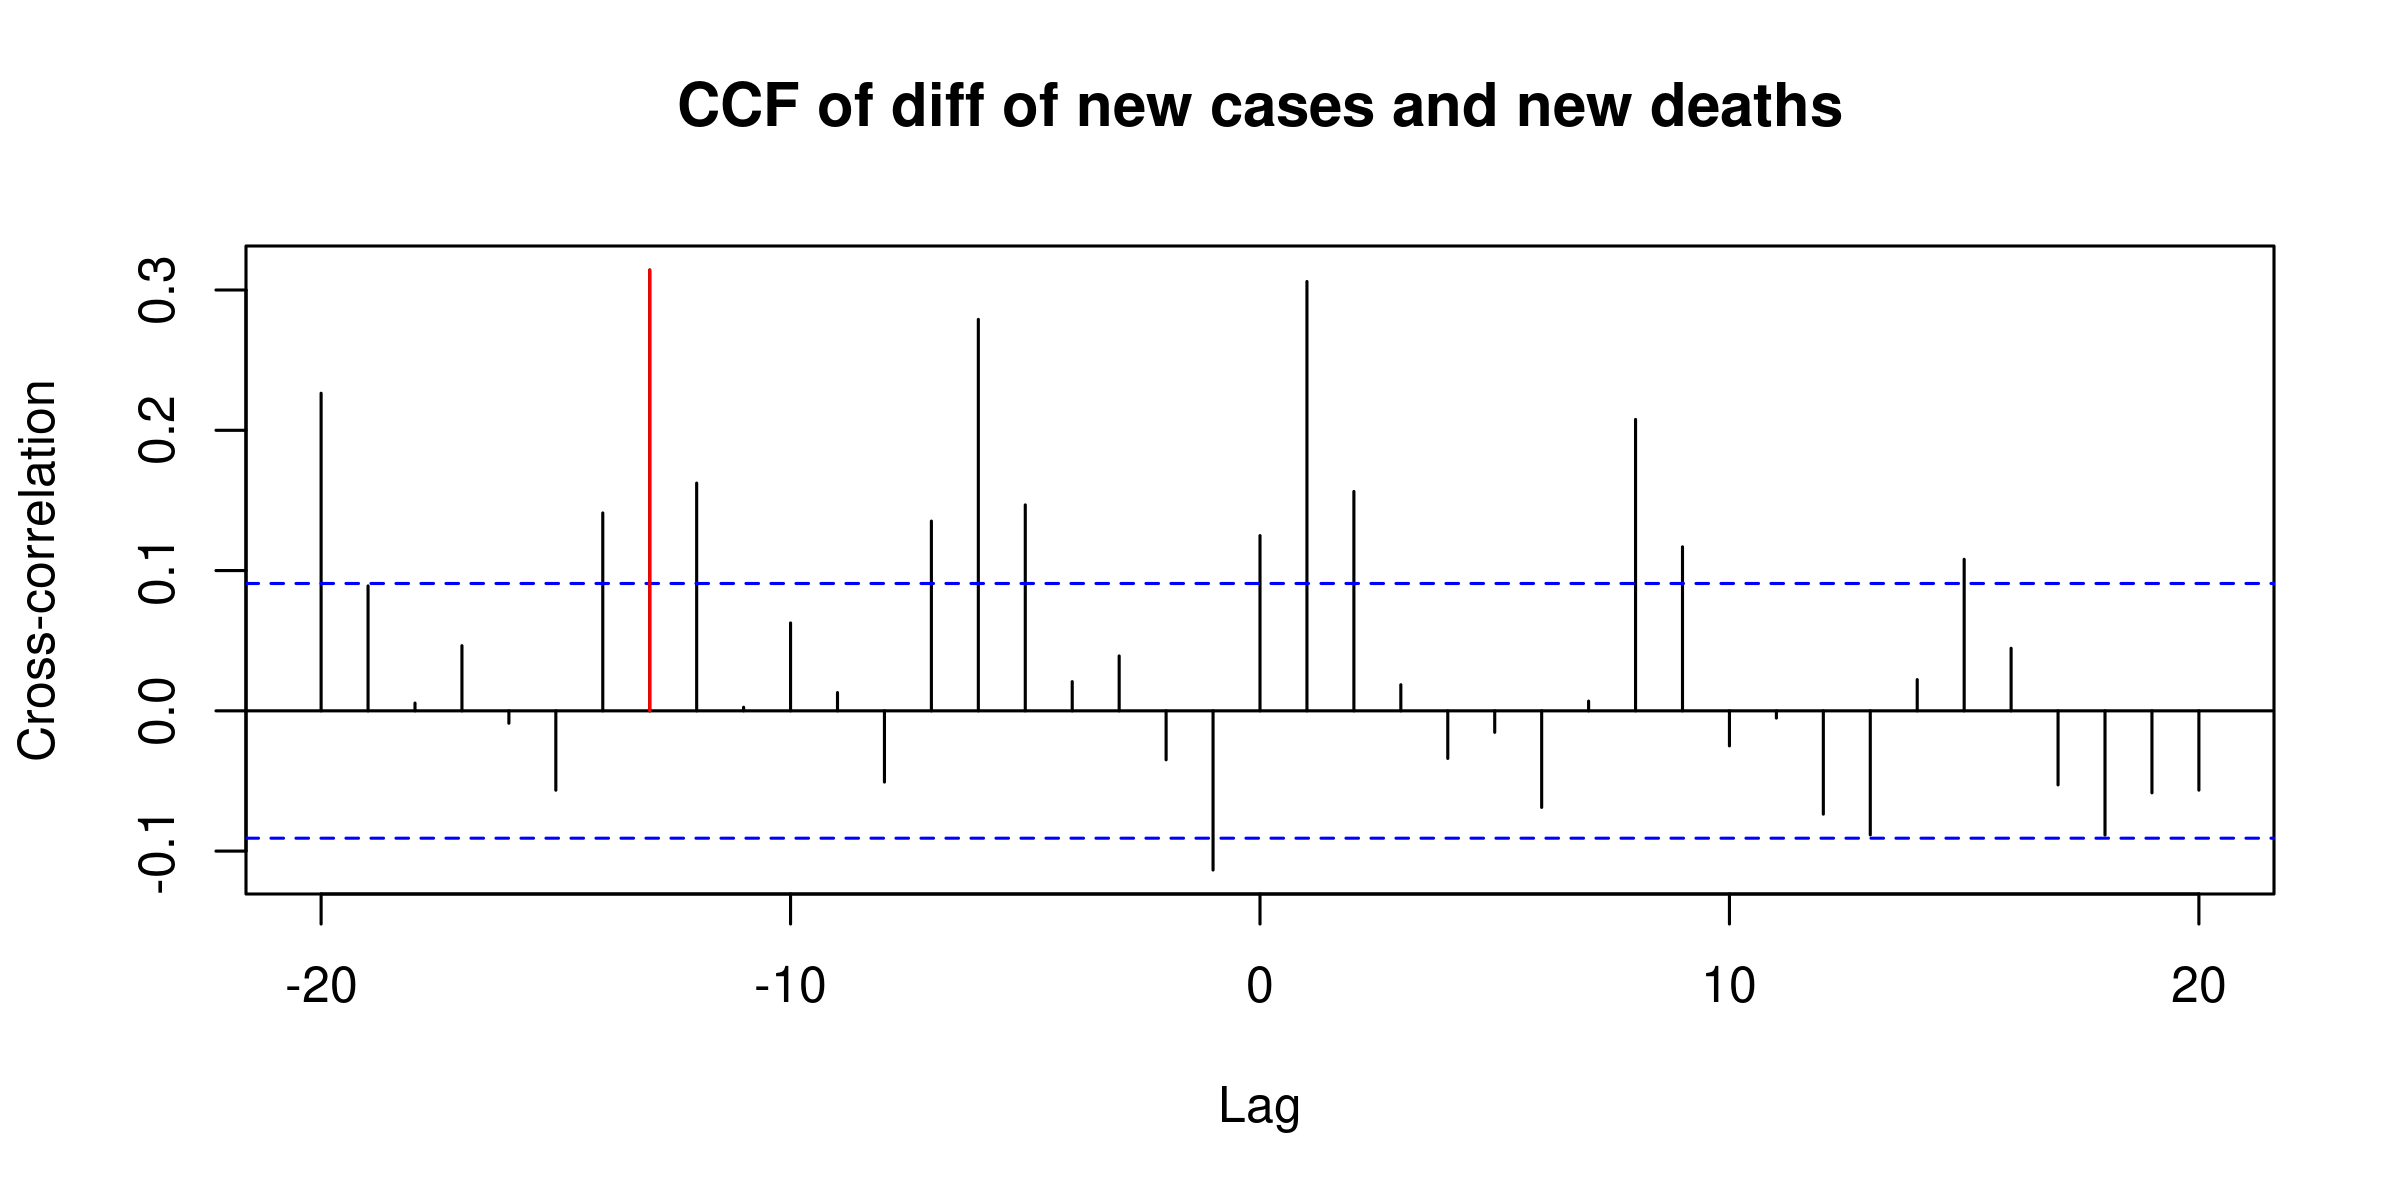 CCF of diff of new cases and new deaths
Cross-correlation
0.3
0.2
0.1
0.0
-0.1
-20 -10 0 10 20
Lag